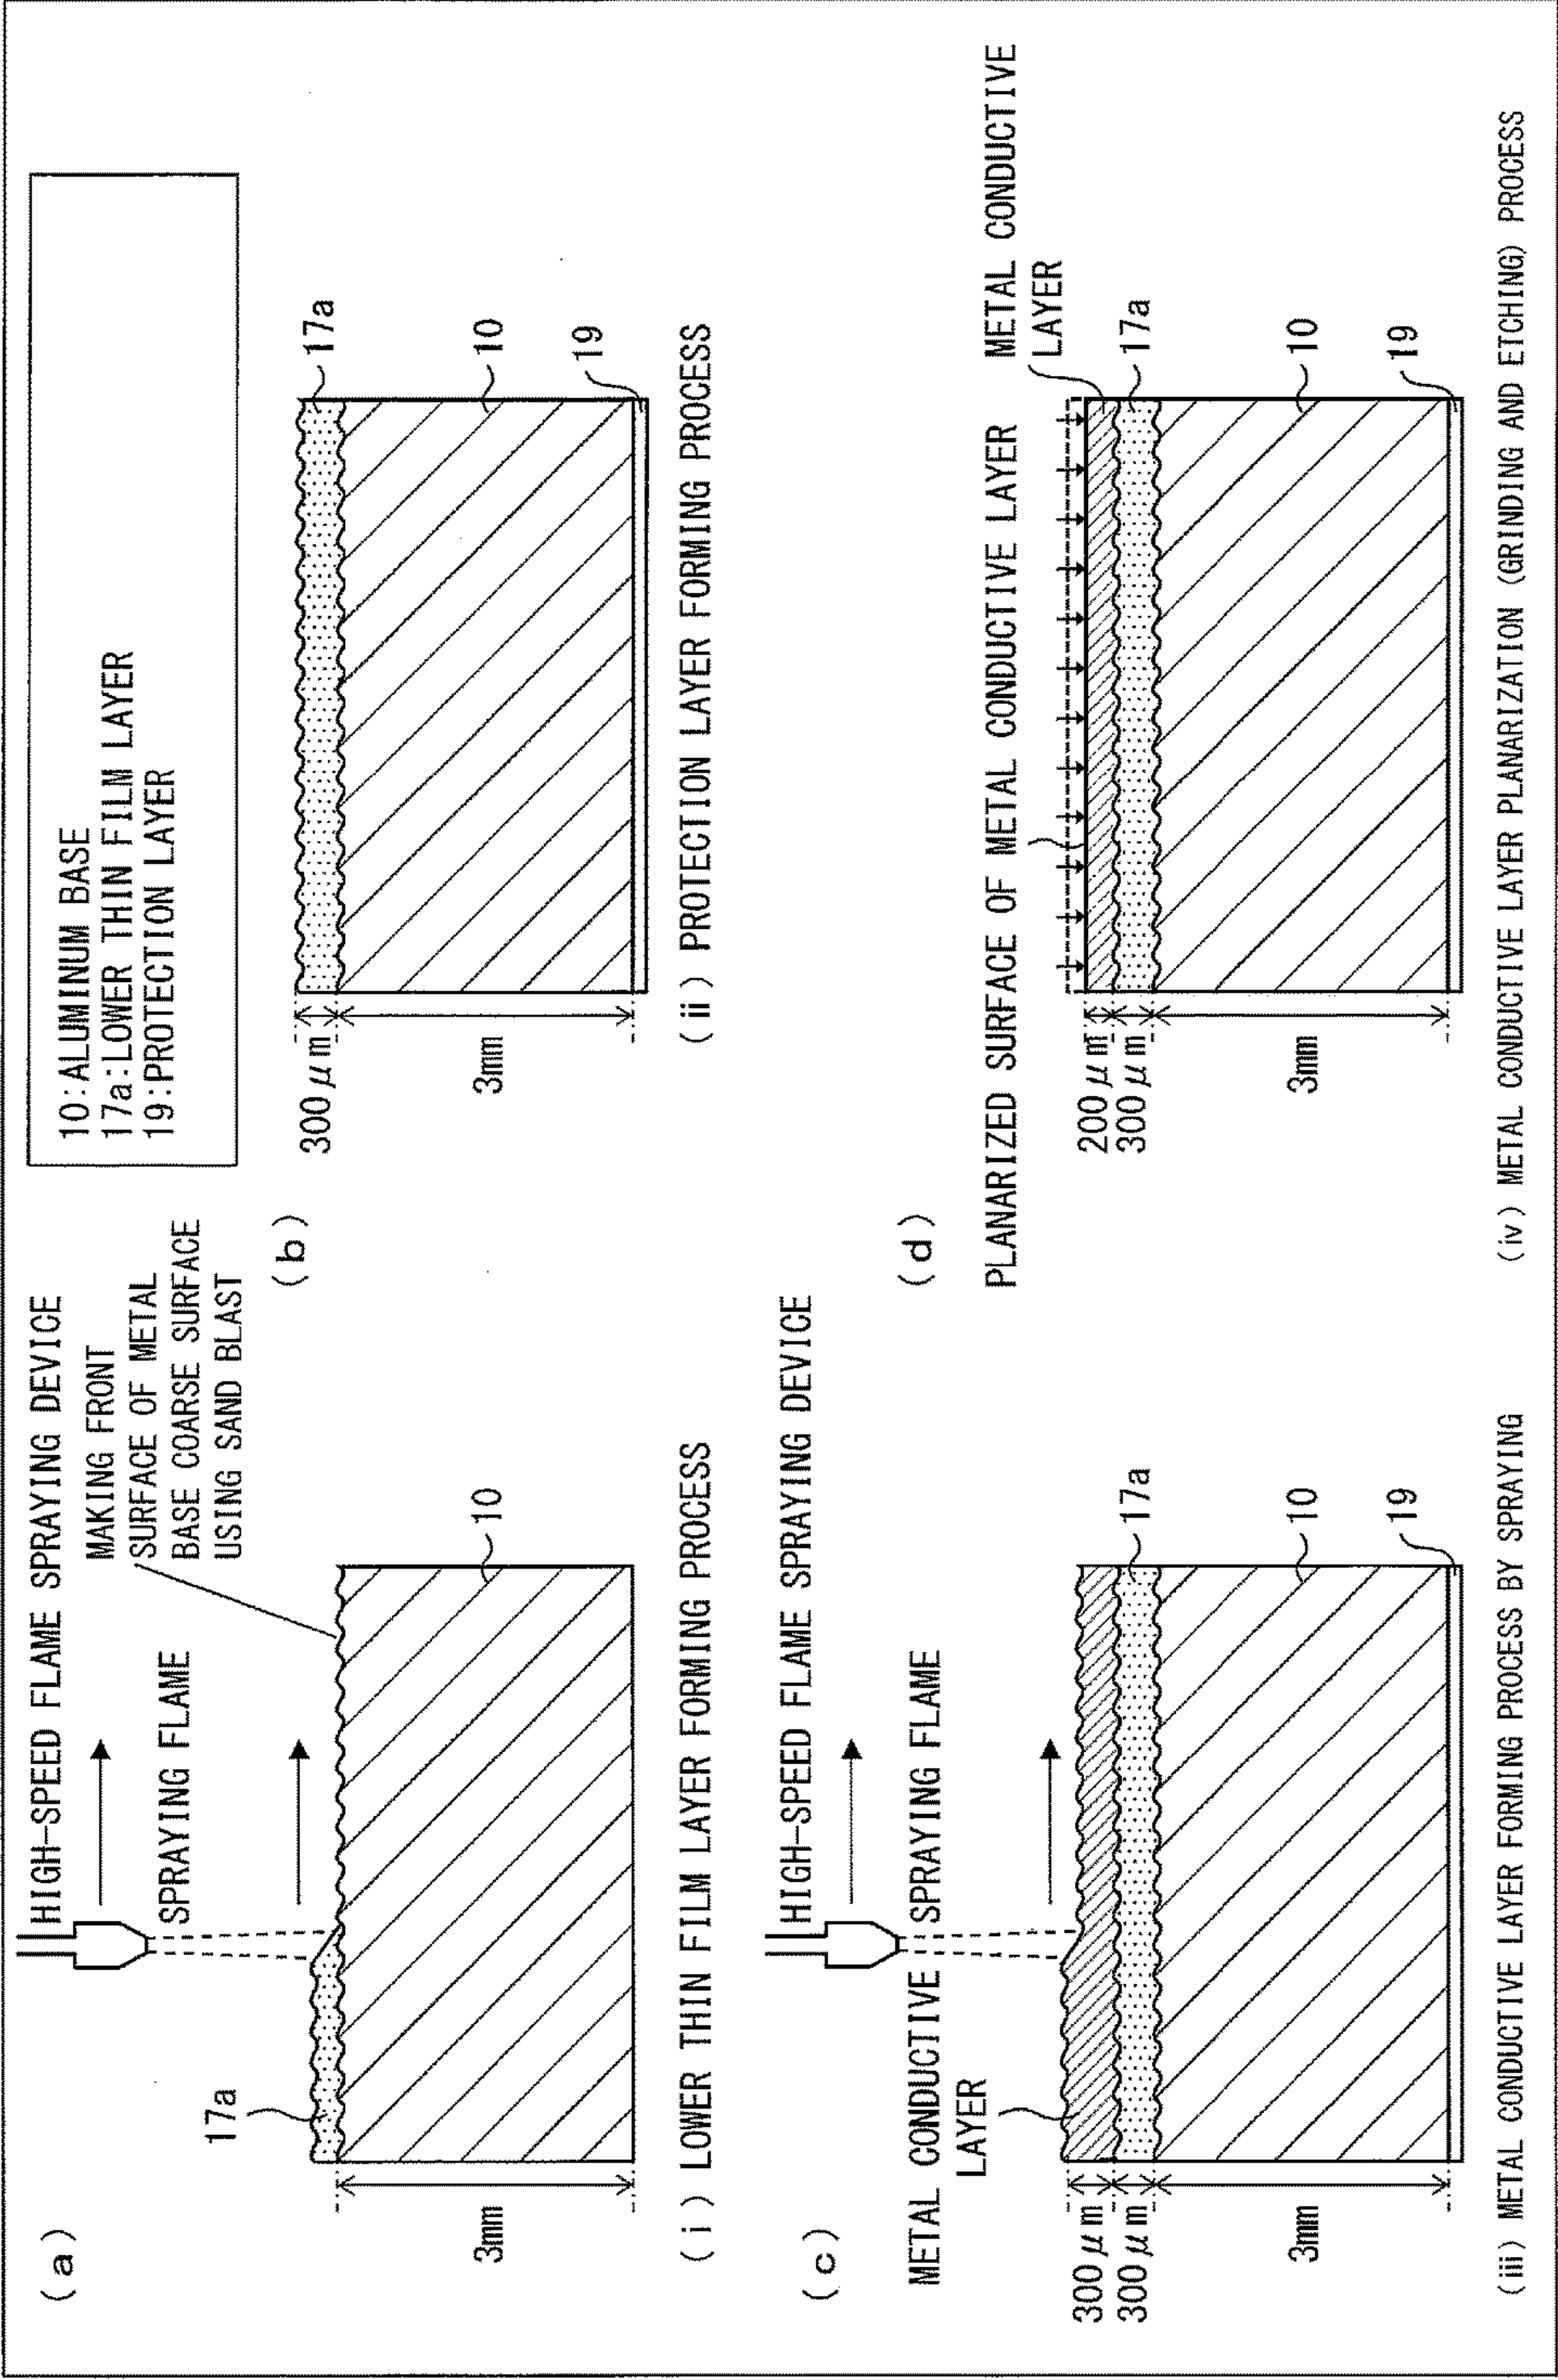 (a)
HIGH-SPEED FLAME SPRAYING DEVICE
MAKING FRONT
SURFACE OF METAL
BASE COARSE SURFACE
USING SAND BLAST
SPRAYING FLAME
17a
10
3mm
(i) LOWER THIN FILM LAYER FORMING PROCESS
10:ALUMINUM BASE
17a:LOWER THIN FILM LAYER
19:PROTECTION LAYER
(b)
300μm
3mm
17a
10
19
(ii) PROTECTION LAYER FORMING PROCESS
(c)
HIGH-SPEED FLAME SPRAYING DEVICE
METAL CONDUCTIVE
LAYER
SPRAYING FLAME
300μm
300μm
3mm
17a
10
19
(iii) METAL CONDUCTIVE LAYER FORMING PROCESS BY SPRAYING
(d)
PLANARIZED SURFACE OF METAL CONDUCTIVE LAYER
METAL CONDUCTIVE
LAYER
200μm
300μm
3mm
17a
10
19
(iv) METAL CONDUCTIVE LAYER PLANARIZATION (GRINDING AND ETCHING) PROCESS